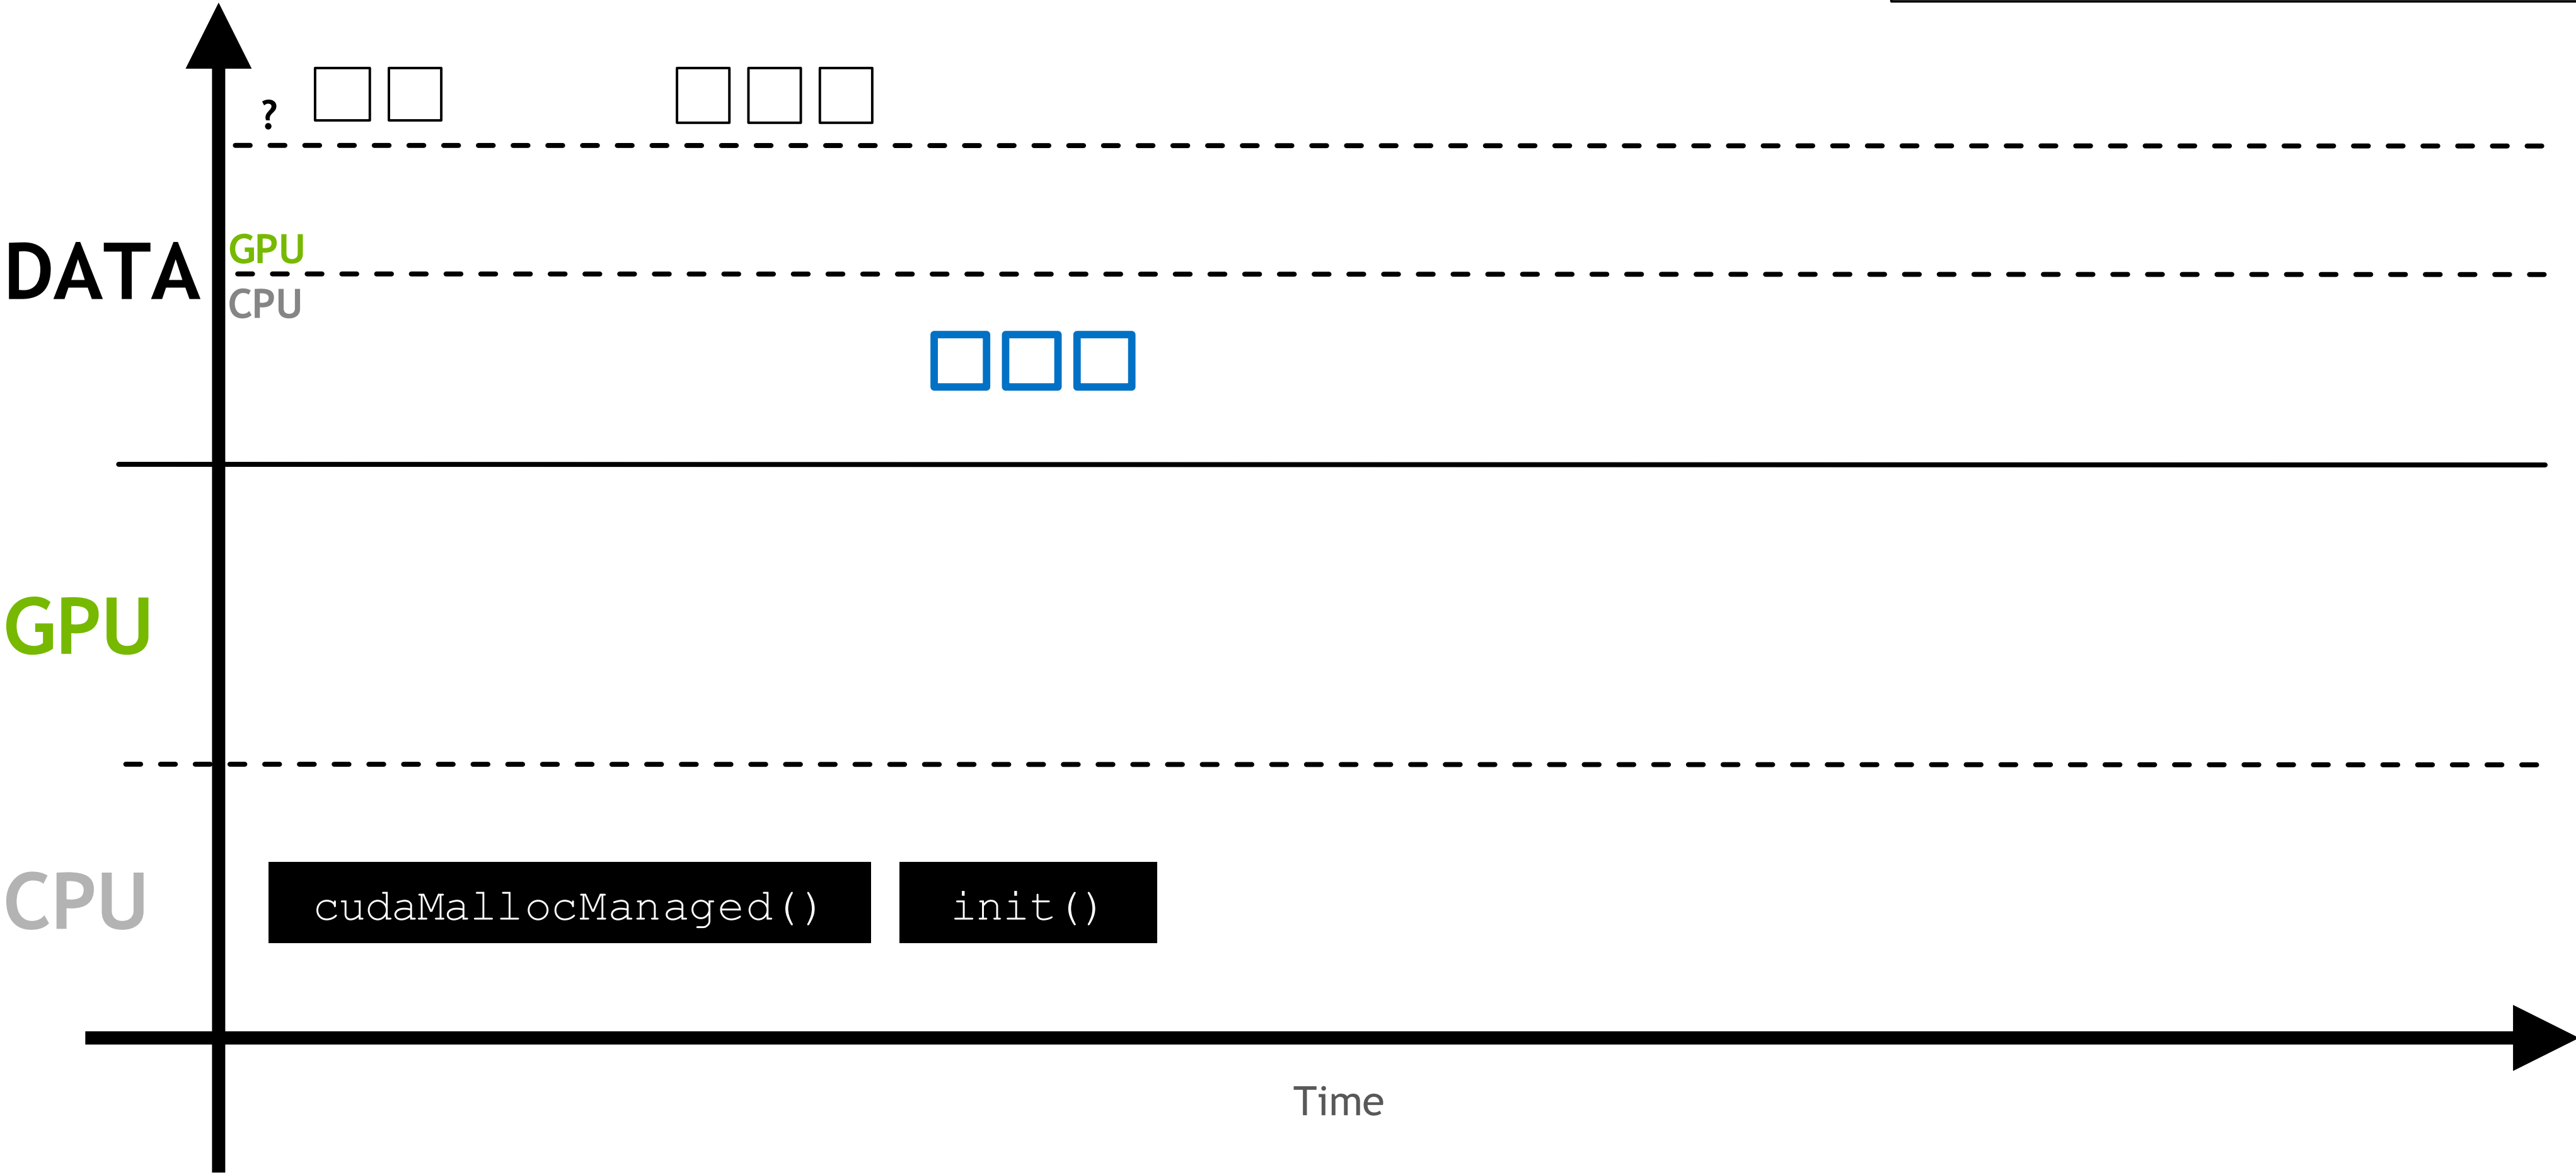 ?
GPU
DATA
CPU
GPU
CPU
cudaMallocManaged() init()
Time